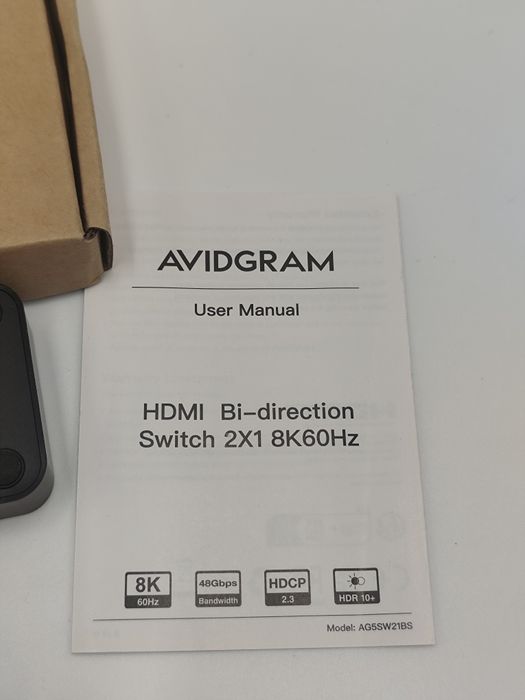 AVIDGRAM
User Manual
HDMI Bi-direction
Switch 2X1 8K60Hz
8K
60Hz
48Gbps
Bandwidth
HDCP
2.3
HDR 10+
Model: AG5SW21BS